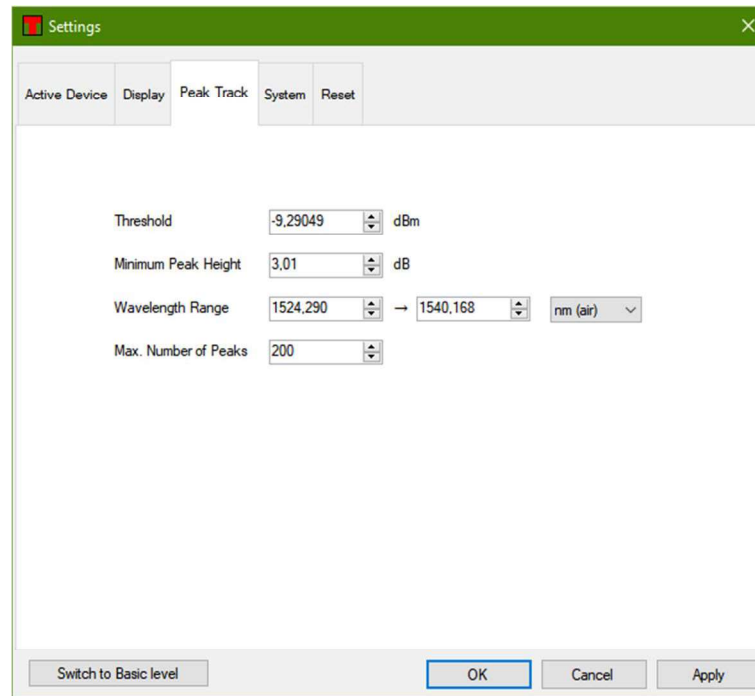 Settings
Active Device Display Peak Track System Reset
Threshold -9,29049 dBm
Minimum Peak Height 3,01 dB
Wavelength Range 1524,290 → 1540,168 nm (air)
Max. Number of Peaks 200
Switch to Basic level OK Cancel Apply